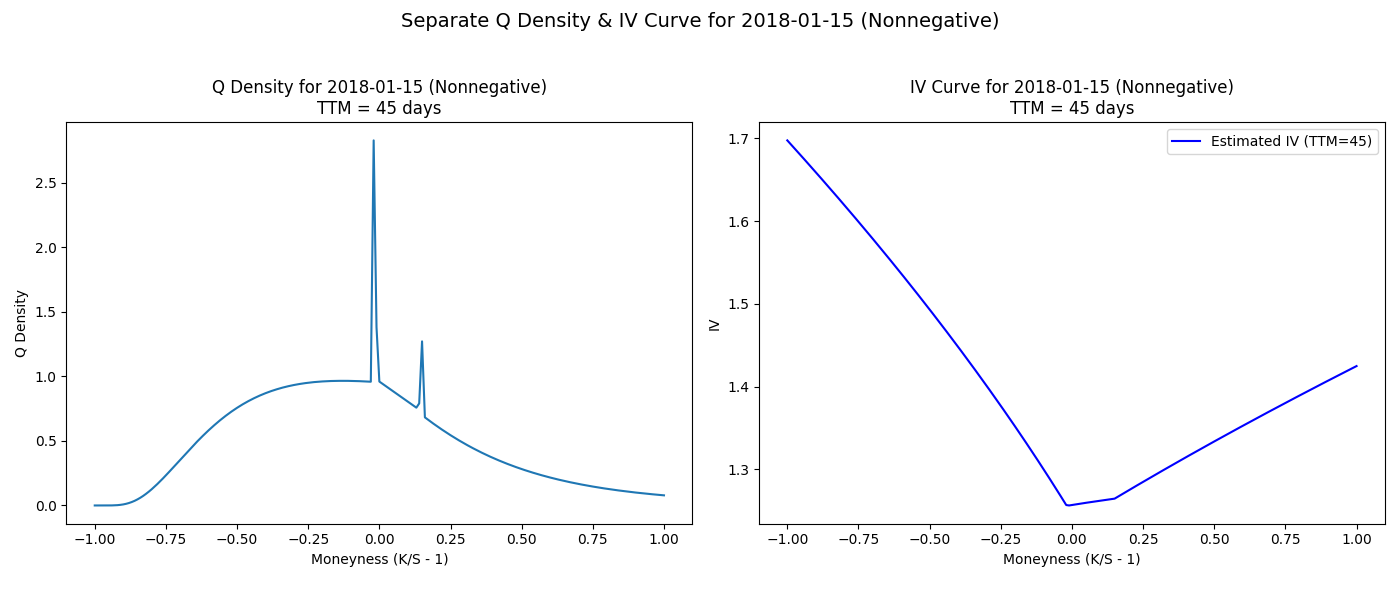 Separate Q Density & IV Curve for 2018-01-15 (Nonnegative)
Q Density for 2018-01-15 (Nonnegative)
TTM = 45 days
Q Density
2.5
2.0
1.5
1.0
0.5
0.0
−1.00 −0.75 −0.50 −0.25 0.00 0.25 0.50 0.75 1.00
Moneyness (K/S - 1)
IV Curve for 2018-01-15 (Nonnegative)
TTM = 45 days
Estimated IV (TTM=45)
IV
1.7
1.6
1.5
1.4
1.3
−1.00 −0.75 −0.50 −0.25 0.00 0.25 0.50 0.75 1.00
Moneyness (K/S - 1)